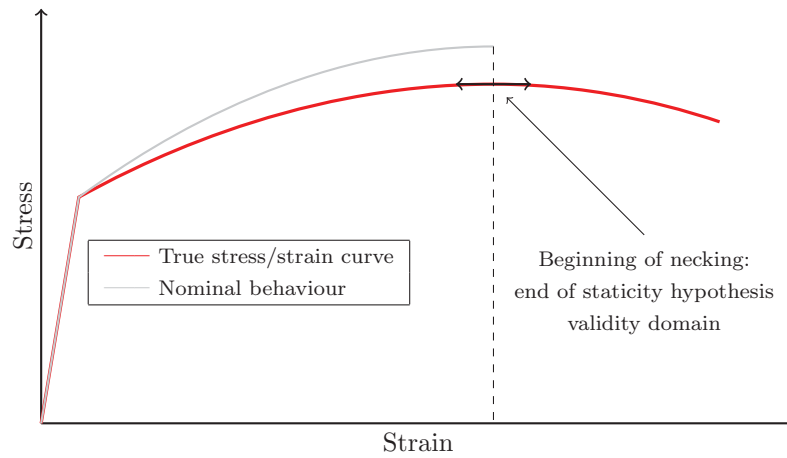 Stress
True stress/strain curve
Nominal behaviour
Beginning of necking:
end of staticity hypothesis
validity domain
Strain